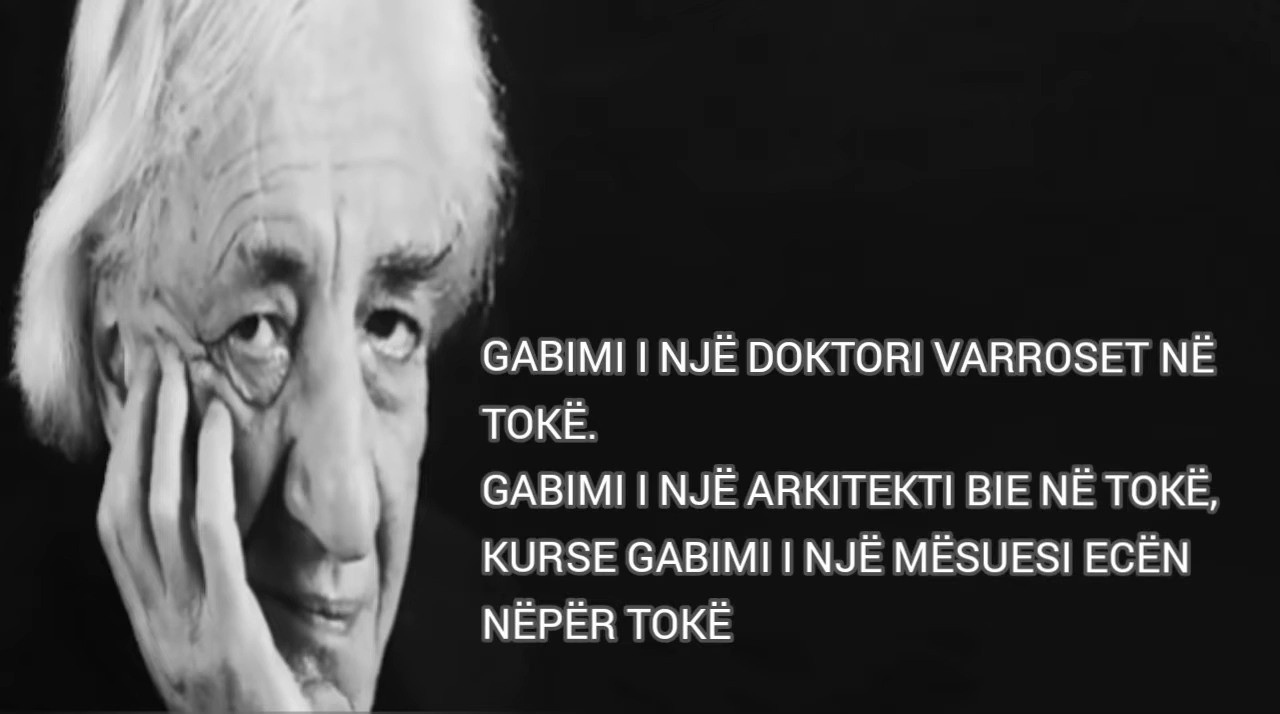 GABIMI I NJË DOKTORI VARROSET NË
TOKË.
GABIMI I NJË ARKITEKTI BIE NË TOKË,
KURSE GABIMI I NJË MËSUESI ECËN
NËPËR TOKË